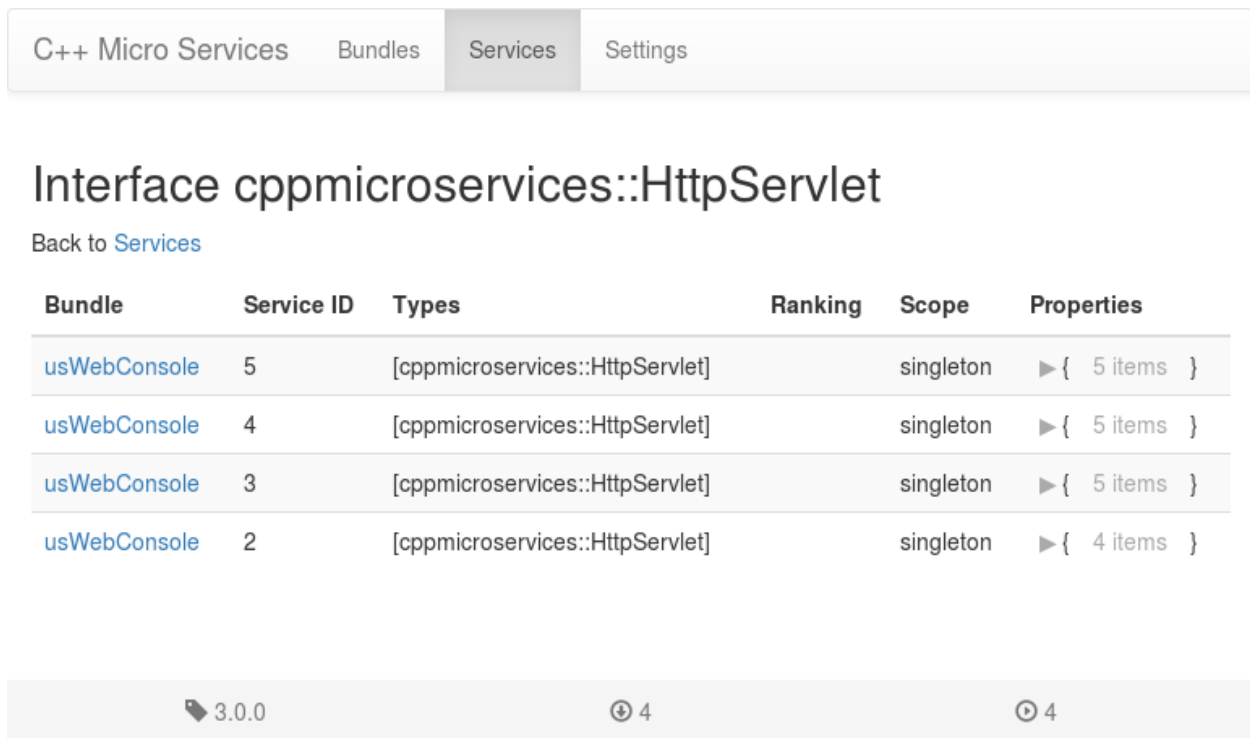 C++ Micro Services Bundles Services Settings
Interface cppmicroservices::HttpServlet
Back to Services
Bundle Service ID Types Ranking Scope Properties
usWebConsole 5 [cppmicroservices::HttpServlet] singleton ▶ { 5 items }
usWebConsole 4 [cppmicroservices::HttpServlet] singleton ▶ { 5 items }
usWebConsole 3 [cppmicroservices::HttpServlet] singleton ▶ { 5 items }
usWebConsole 2 [cppmicroservices::HttpServlet] singleton ▶ { 4 items }
3.0.0 4 4